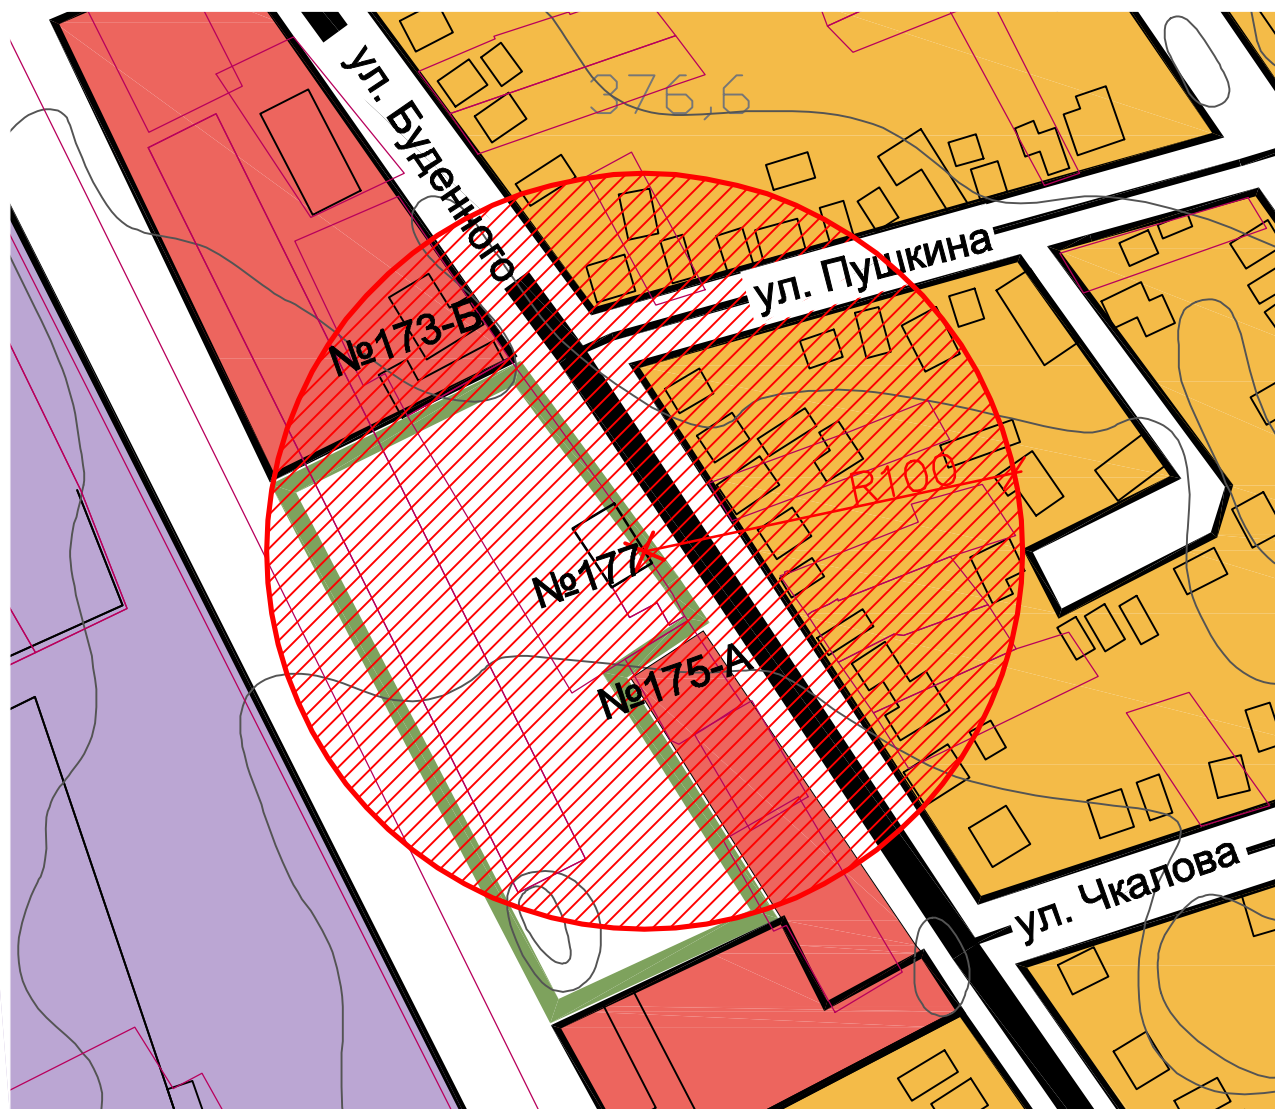 ул. Буденного
376,6
ул. Пушкина
№173-Б
R100
№177
№175-А
ул. Чкалова